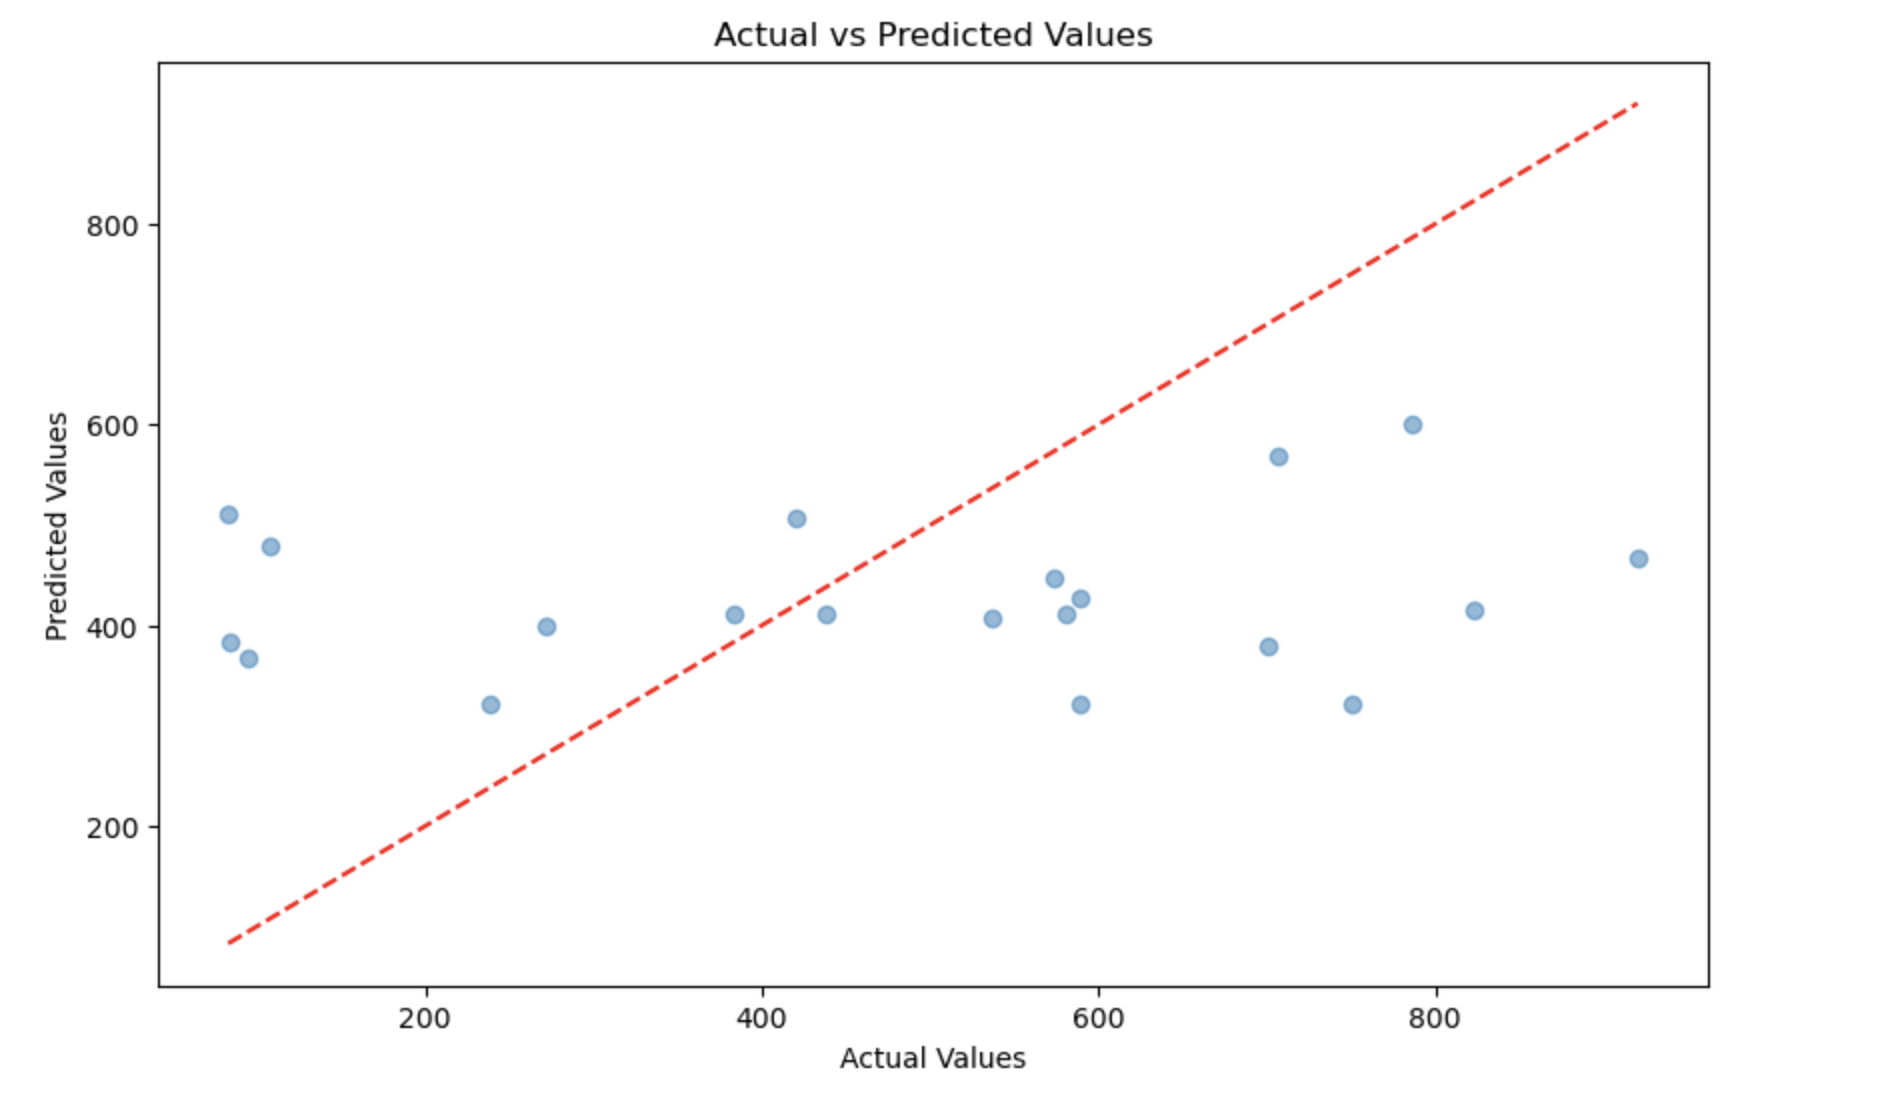 Actual vs Predicted Values
Predicted Values
800
600
400
200
200
400
600
800
Actual Values